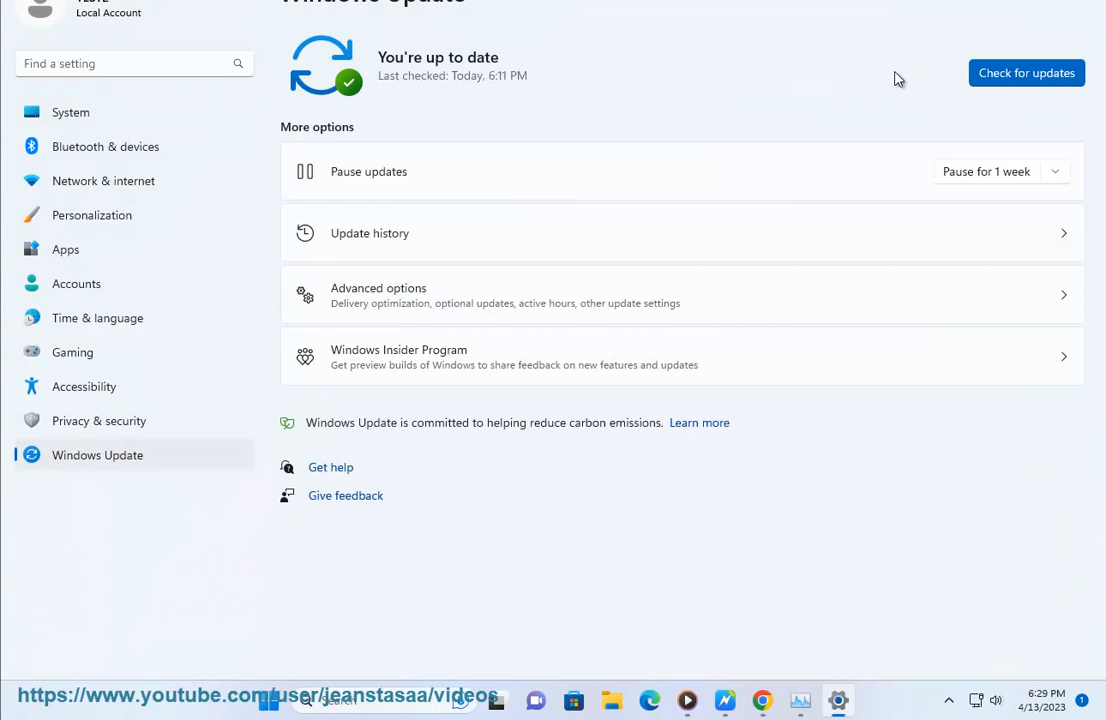 Local Account
Windows Update
You're up to date
Last checked: Today, 6:11 PM
Check for updates
Find a setting
System
Bluetooth & devices
Network & internet
Personalization
Apps
Accounts
Time & language
Gaming
Accessibility
Privacy & security
Windows Update
More options
Pause updates
Pause for 1 week
Update history
Advanced options
Delivery optimization, optional updates, active hours, other update settings
Windows Insider Program
Get preview builds of Windows to share feedback on new features and updates
Windows Update is committed to helping reduce carbon emissions. Learn more
Get help
Give feedback
https://www.youtube.com/user/jeanstasaa/videos
Search
6:29 PM
4/13/2023
1